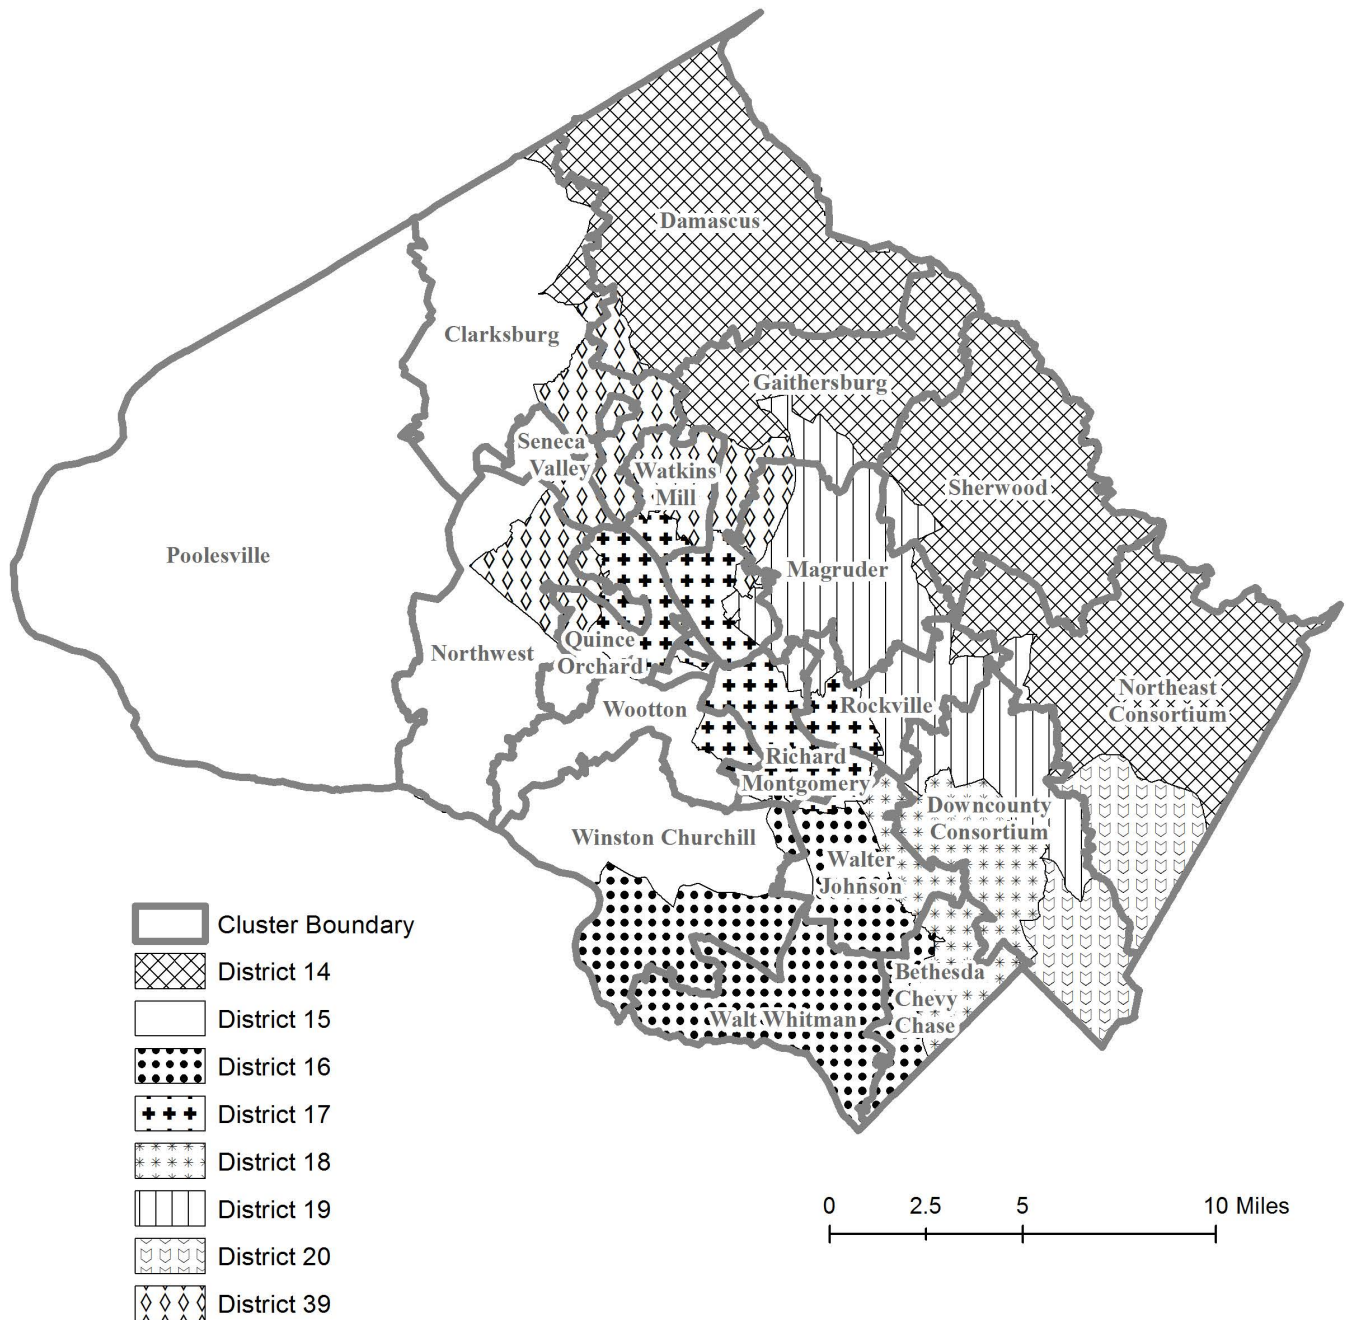 Damascus
Clarksburg
Gaithersburg
Seneca
Valley
Watkins
Mill
Sherwood
Poolesville
Magruder
Quince
Orchard
Northwest
Northeast
Consortium
Wootton
Rockville
Richard
Montgomery
Downcounty
Consortium
Winston Churchill
Walter
Johnson
Bethesda
Chevy
Chase
Walt Whitman
Cluster Boundary
District 14
District 15
District 16
District 17
District 18
District 19
District 20
District 39
0 2.5 5 10 Miles